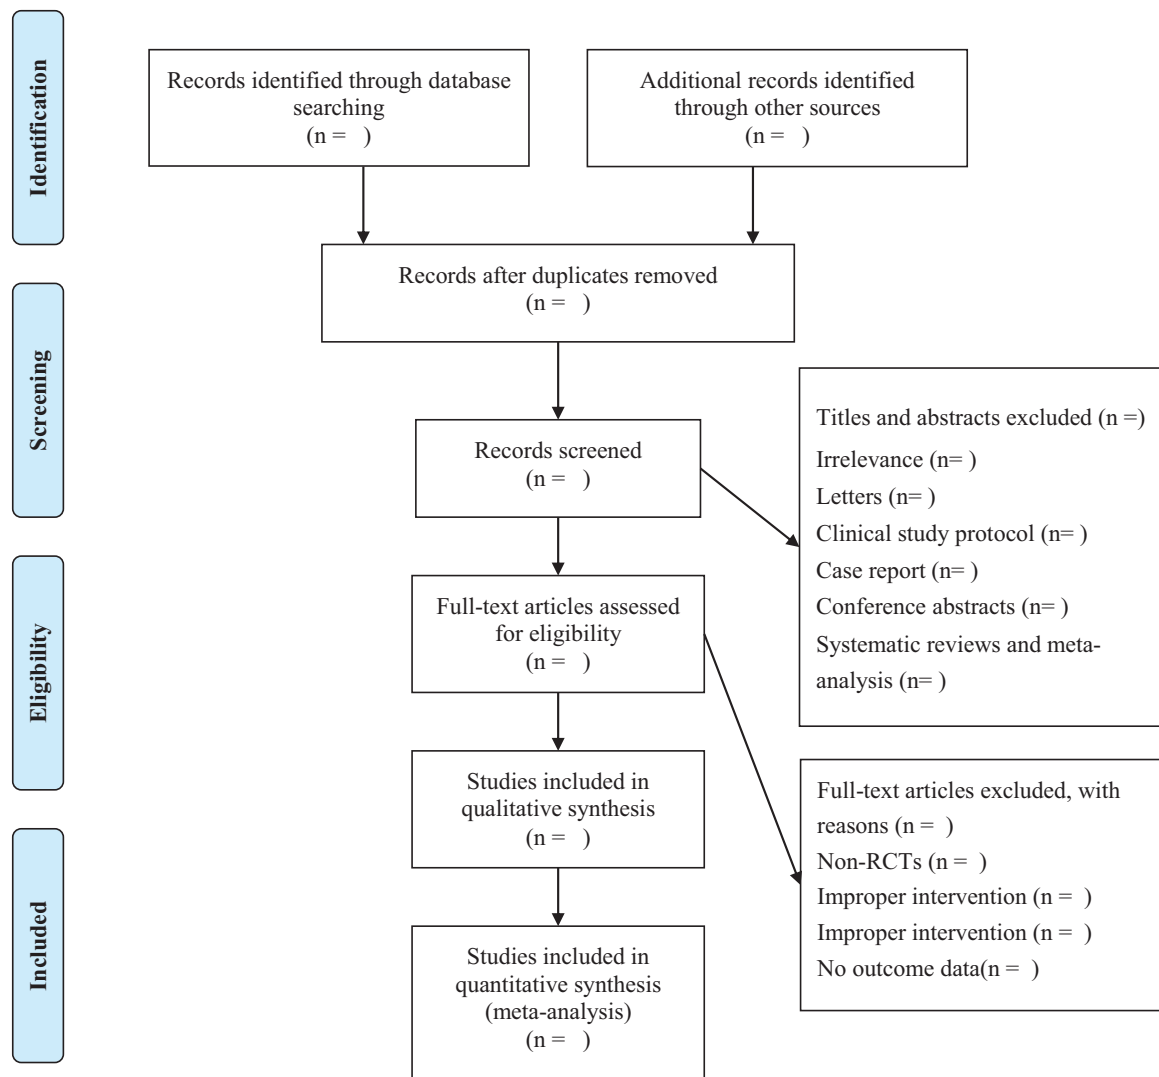 Identification
Records identified through database
searching
(n =   )
Additional records identified
through other sources
(n =   )
Records after duplicates removed
(n =   )
Screening
Records screened
(n =   )
Titles and abstracts excluded (n =)
Irrelevance (n= )
Letters (n= )
Clinical study protocol (n= )
Case report (n= )
Conference abstracts (n= )
Systematic reviews and meta-
analysis (n= )
Eligibility
Full-text articles assessed
for eligibility
(n =   )
Full-text articles excluded, with
reasons (n =  )
Non-RCTs (n =  )
Improper intervention (n =  )
Improper intervention (n =  )
No outcome data(n =  )
Studies included in
qualitative synthesis
(n =   )
Included
Studies included in
quantitative synthesis
(meta-analysis)
(n =   )